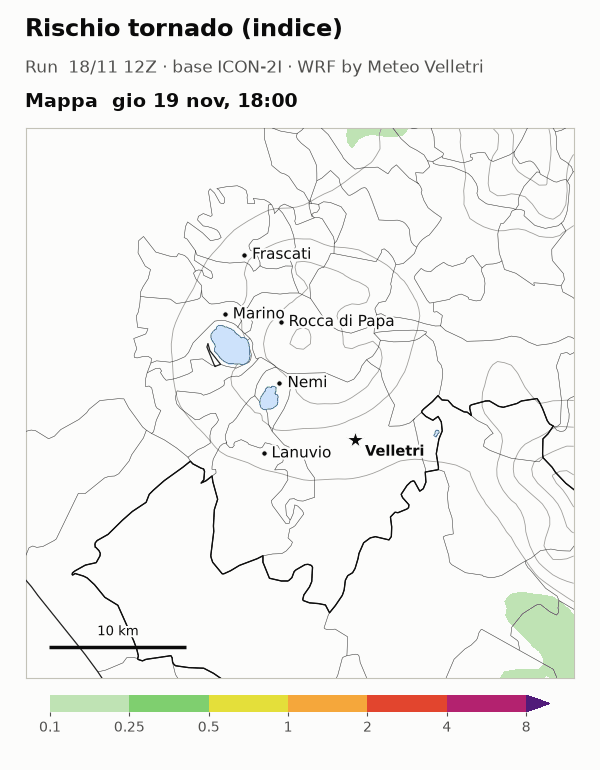 Rischio tornado (indice)
Run  18/11 12Z · base ICON-2I · WRF by Meteo Velletri
Mappa  gio 19 nov, 18:00
Frascati
Marino
Rocca di Papa
Nemi
Velletri
Lanuvio
10 km
0.1 0.25 0.5 1 2 4 8